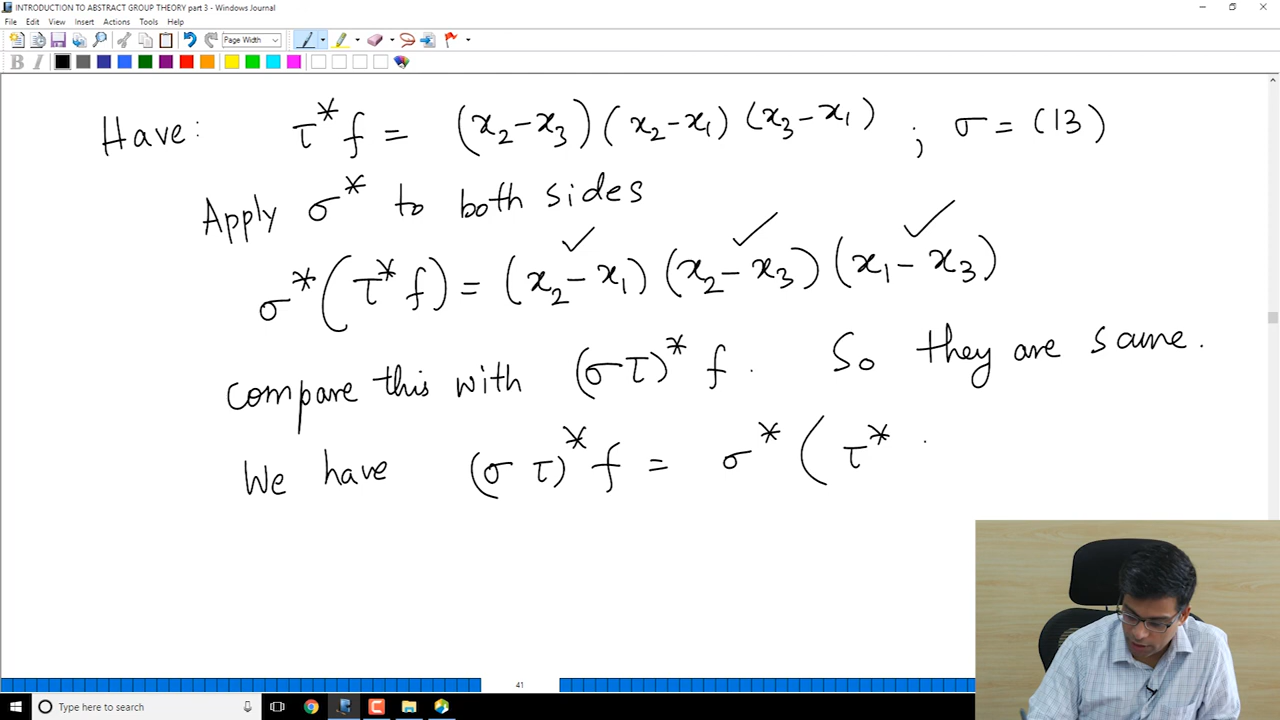 INTRODUCTION TO ABSTRACT GROUP THEORY part 3 - Windows Journal
File Edit View Insert Actions Tools Help
Page Width
B I
Have: τ* f = (x₂-x₃) (x₂-x₁) (x₃-x₁) ; σ = (13)
Apply σ* to both sides
σ* (τ* f) = (x₂-x₁) (x₂-x₃) (x₁-x₃)
compare this with (στ)* f . So they are same.
We have (σ τ)* f = σ* ( τ*
41
Type here to search